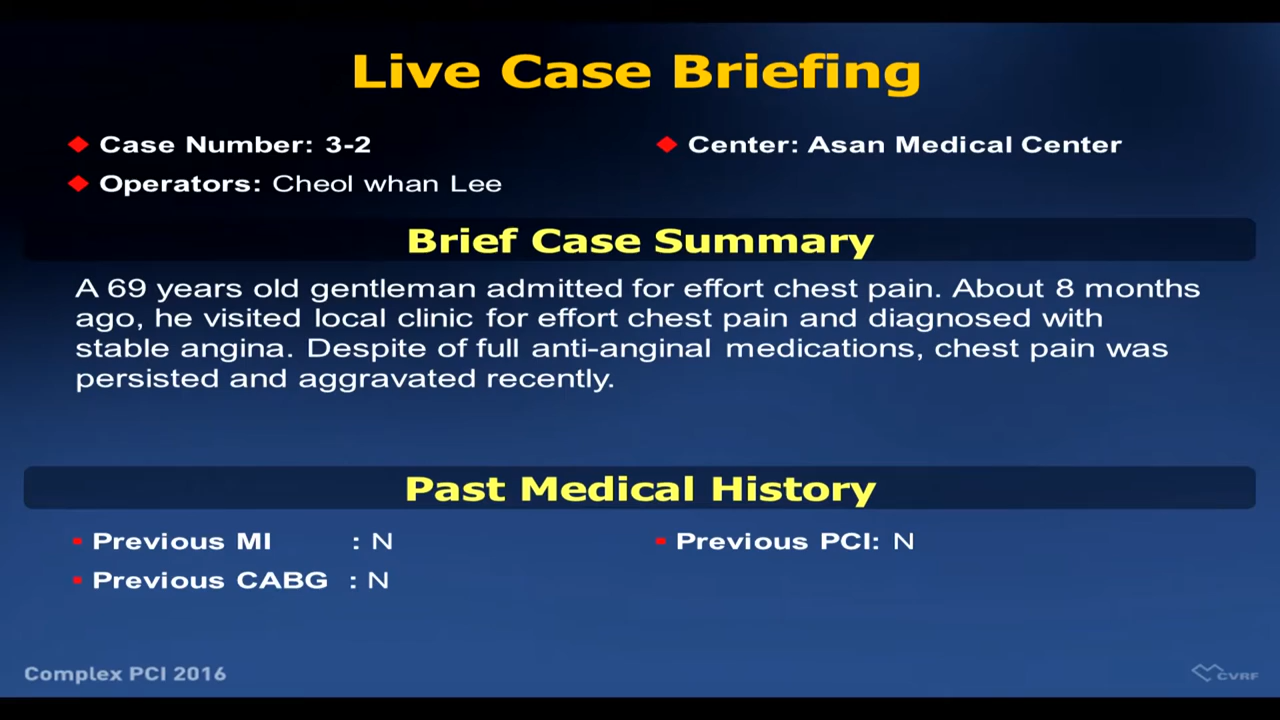 Live Case Briefing
Case Number: 3-2
Center: Asan Medical Center
Operators: Cheol whan Lee
Brief Case Summary
A 69 years old gentleman admitted for effort chest pain. About 8 months
ago, he visited local clinic for effort chest pain and diagnosed with
stable angina. Despite of full anti-anginal medications, chest pain was
persisted and aggravated recently.
Past Medical History
Previous MI : N
Previous PCI: N
Previous CABG : N
Complex PCI 2016
CVRF